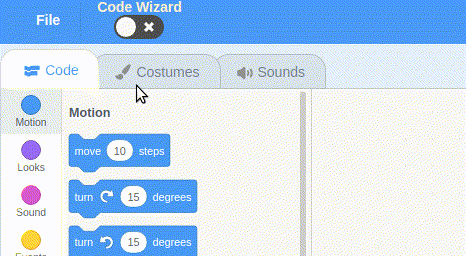 File
Code Wizard
Code
Costumes
Sounds
Motion
Motion
move 10 steps
Looks
turn 15 degrees
Sound
turn 15 degrees
Events